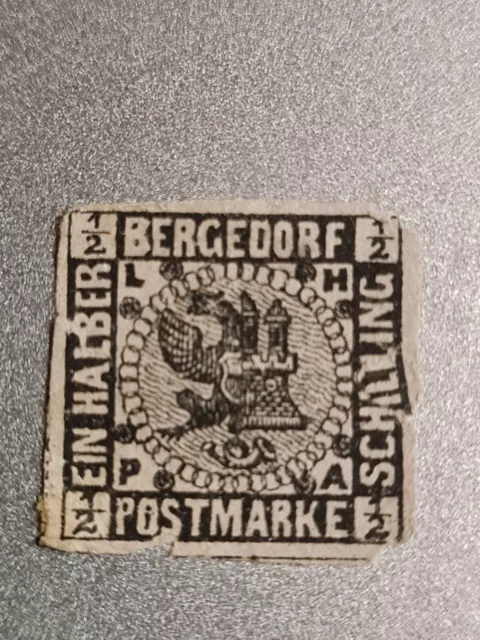 1/2 BERGEDORF 1/2
L H
EIN HALBER
SCHILLING
P A
1/2 POSTMARKE 1/2